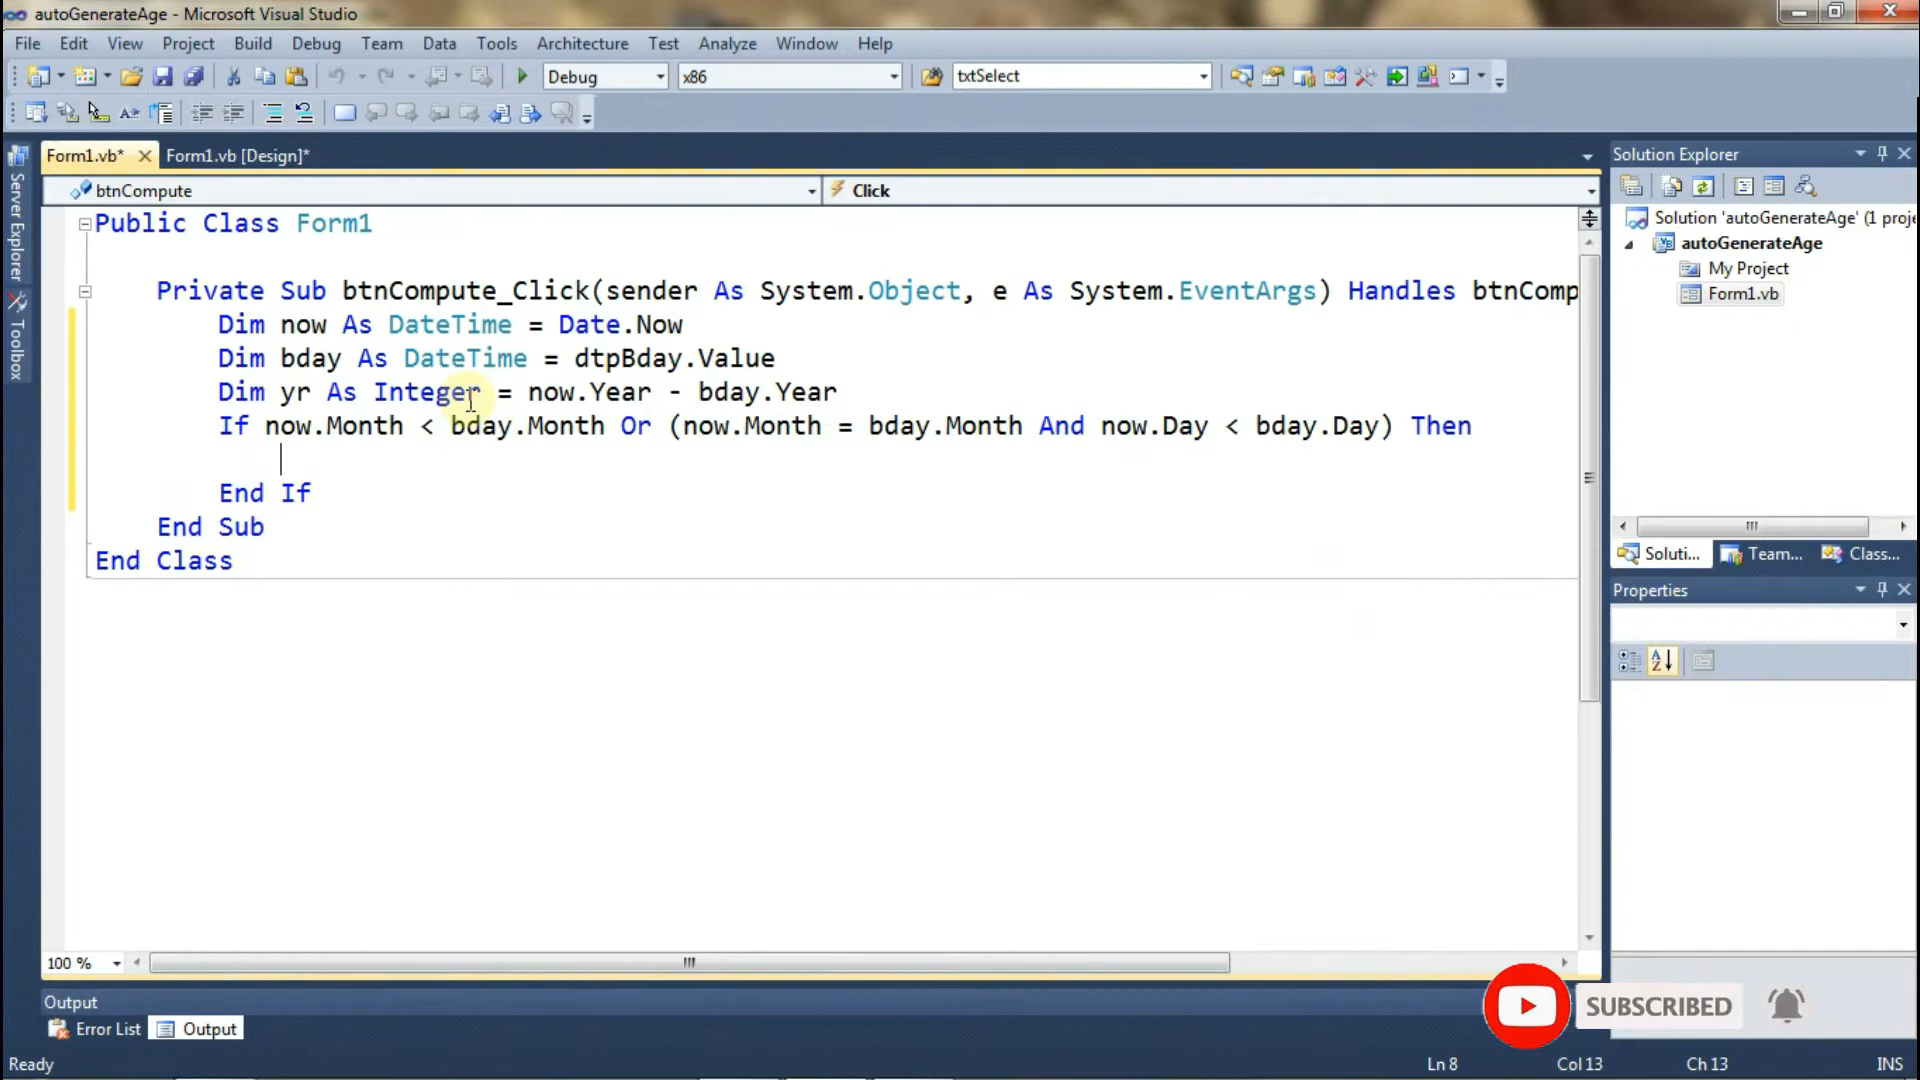 autoGenerateAge - Microsoft Visual Studio
File Edit View Project Build Debug Team Data Tools Architecture Test Analyze Window Help
Debug x86 txtSelect
Form1.vb* Form1.vb [Design]*
btnCompute Click
Server Explorer
Toolbox
Public Class Form1
Private Sub btnCompute_Click(sender As System.Object, e As System.EventArgs) Handles btnComp
Dim now As DateTime = Date.Now
Dim bday As DateTime = dtpBday.Value
Dim yr As Integer = now.Year - bday.Year
If now.Month < bday.Month Or (now.Month = bday.Month And now.Day < bday.Day) Then
End If
End Sub
End Class
100 %
Solution Explorer
Solution 'autoGenerateAge' (1 proje
autoGenerateAge
My Project
Form1.vb
Soluti... Team... Class...
Properties
Output
Error List Output
SUBSCRIBED
Ready Ln 8 Col 13 Ch 13 INS